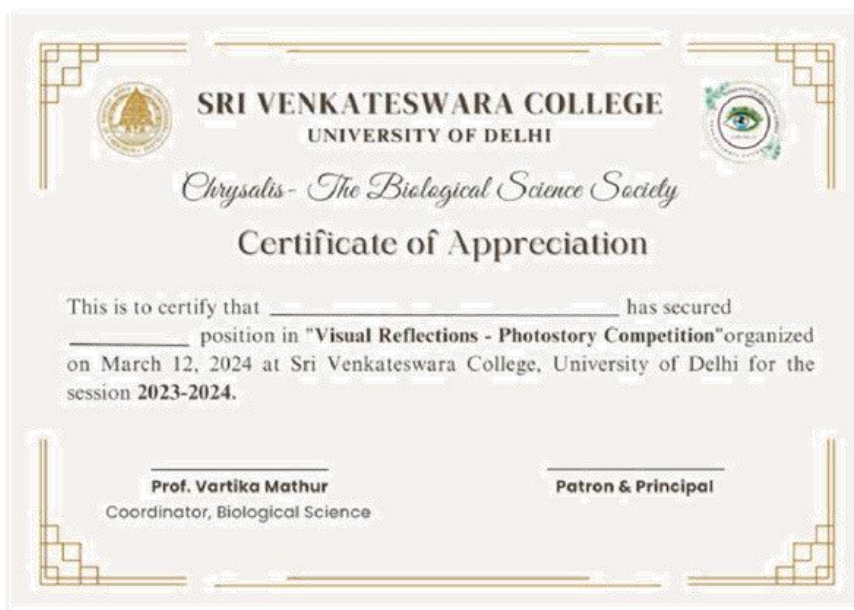 SRI VENKATESWARA COLLEGE
UNIVERSITY OF DELHI
Chrysalis - The Biological Science Society
Certificate of Appreciation
This is to certify that ____________________ has secured
__________ position in "Visual Reflections - Photostory Competition"organized
on March 12, 2024 at Sri Venkateswara College, University of Delhi for the
session 2023-2024.
Prof. Vartika Mathur
Coordinator, Biological Science
Patron & Principal